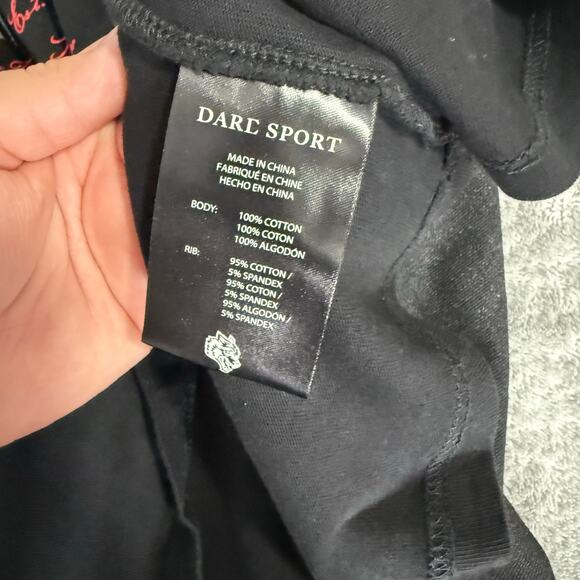 DARE SPORT
MADE IN CHINA
FABRIQUÉ EN CHINE
HECHO EN CHINA
BODY: 100% COTTON
100% COTON
100% ALGODÓN
RIB: 95% COTTON /
5% SPANDEX
95% COTON /
5% SPANDEX
95% ALGODÓN /
5% SPANDEX